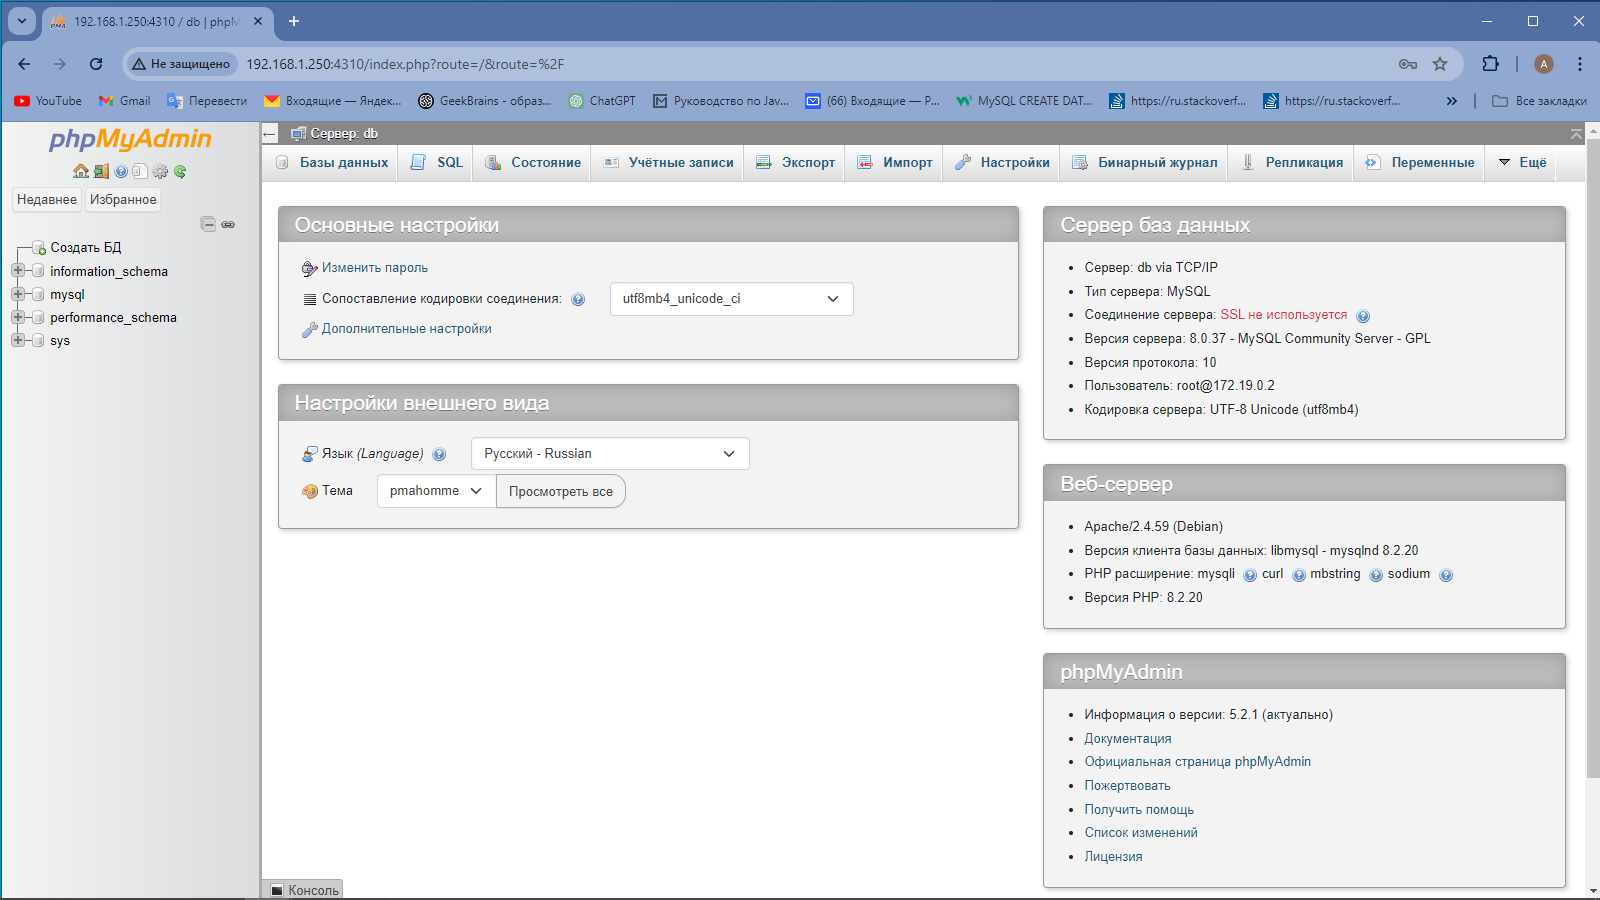 192.168.1.250:4310 / db | phpM
Не защищено
192.168.1.250:4310/index.php?route=/&route=%2F
A
YouTube
Gmail
Перевести
Входящие — Яндек...
GeekBrains - образ...
ChatGPT
Руководство по Jav...
(66) Входящие — Р...
MySQL CREATE DAT...
https://ru.stackoverf...
https://ru.stackoverf...
Все закладки
phpMyAdmin
Недавнее
Избранное
Создать БД
information_schema
mysql
performance_schema
sys
Сервер: db
Базы данных
SQL
Состояние
Учётные записи
Экспорт
Импорт
Настройки
Бинарный журнал
Репликация
Переменные
Ещё
Основные настройки
Изменить пароль
Сопоставление кодировки соединения:
utf8mb4_unicode_ci
Дополнительные настройки
Настройки внешнего вида
Язык (Language)
Русский - Russian
Тема
pmahomme
Просмотреть все
Сервер баз данных
Сервер: db via TCP/IP
Тип сервера: MySQL
Соединение сервера: SSL не используется
Версия сервера: 8.0.37 - MySQL Community Server - GPL
Версия протокола: 10
Пользователь: root@172.19.0.2
Кодировка сервера: UTF-8 Unicode (utf8mb4)
Веб-сервер
Apache/2.4.59 (Debian)
Версия клиента базы данных: libmysql - mysqlnd 8.2.20
PHP расширение: mysqli curl mbstring sodium
Версия PHP: 8.2.20
phpMyAdmin
Информация о версии: 5.2.1 (актуально)
Документация
Официальная страница phpMyAdmin
Пожертвовать
Получить помощь
Список изменений
Лицензия
Консоль